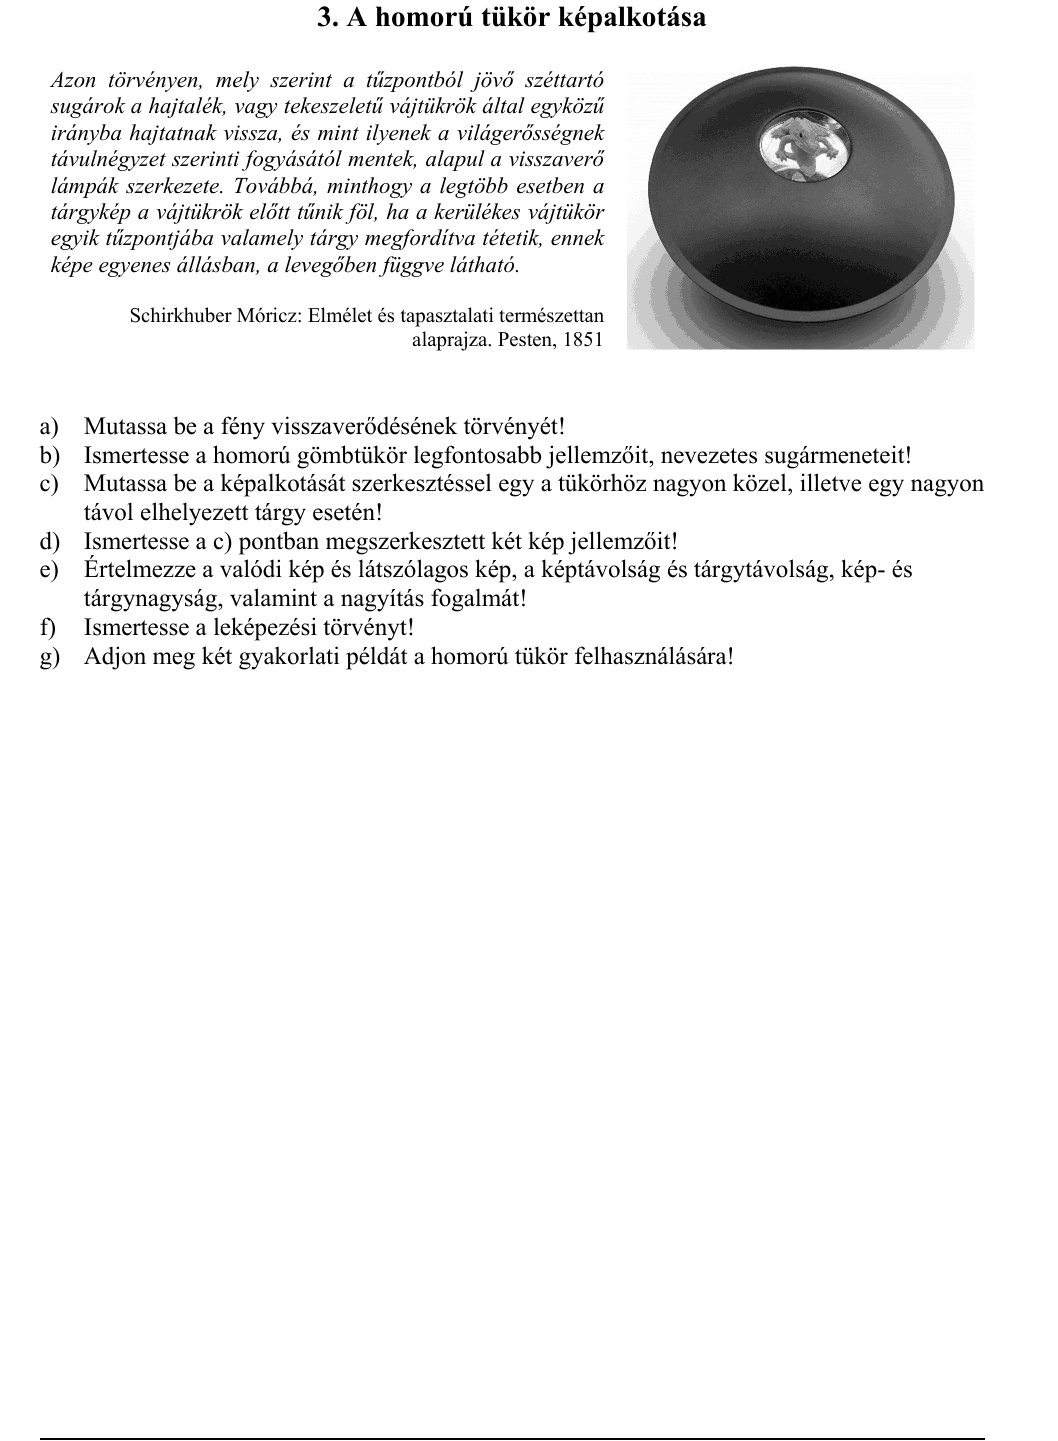 3. A homorú tükör képalkotása
Azon törvényen, mely szerint a tűzpontból jövő széttartó
sugárok a hajtalék, vagy tekeszeletű vájtükrök által egyközű
irányba hajtatnak vissza, és mint ilyenek a világerősségnek
távulnégyzet szerinti fogyásától mentek, alapul a visszaverő
lámpák szerkezete. Továbbá, minthogy a legtöbb esetben a
tárgykép a vájtükrök előtt tűnik föl, ha a kerülékes vájtükör
egyik tűzpontjába valamely tárgy megfordítva tétetik, ennek
képe egyenes állásban, a levegőben függve látható.
Schirkhuber Móricz: Elmélet és tapasztalati természettan
alaprajza. Pesten, 1851
a) Mutassa be a fény visszaverődésének törvényét!
b) Ismertesse a homorú gömbtükör legfontosabb jellemzőit, nevezetes sugármeneteit!
c) Mutassa be a képalkotását szerkesztéssel egy a tükörhöz nagyon közel, illetve egy nagyon
távol elhelyezett tárgy esetén!
d) Ismertesse a c) pontban megszerkesztett két kép jellemzőit!
e) Értelmezze a valódi kép és látszólagos kép, a képtávolság és tárgytávolság, kép- és
tárgynagyság, valamint a nagyítás fogalmát!
f) Ismertesse a leképezési törvényt!
g) Adjon meg két gyakorlati példát a homorú tükör felhasználására!